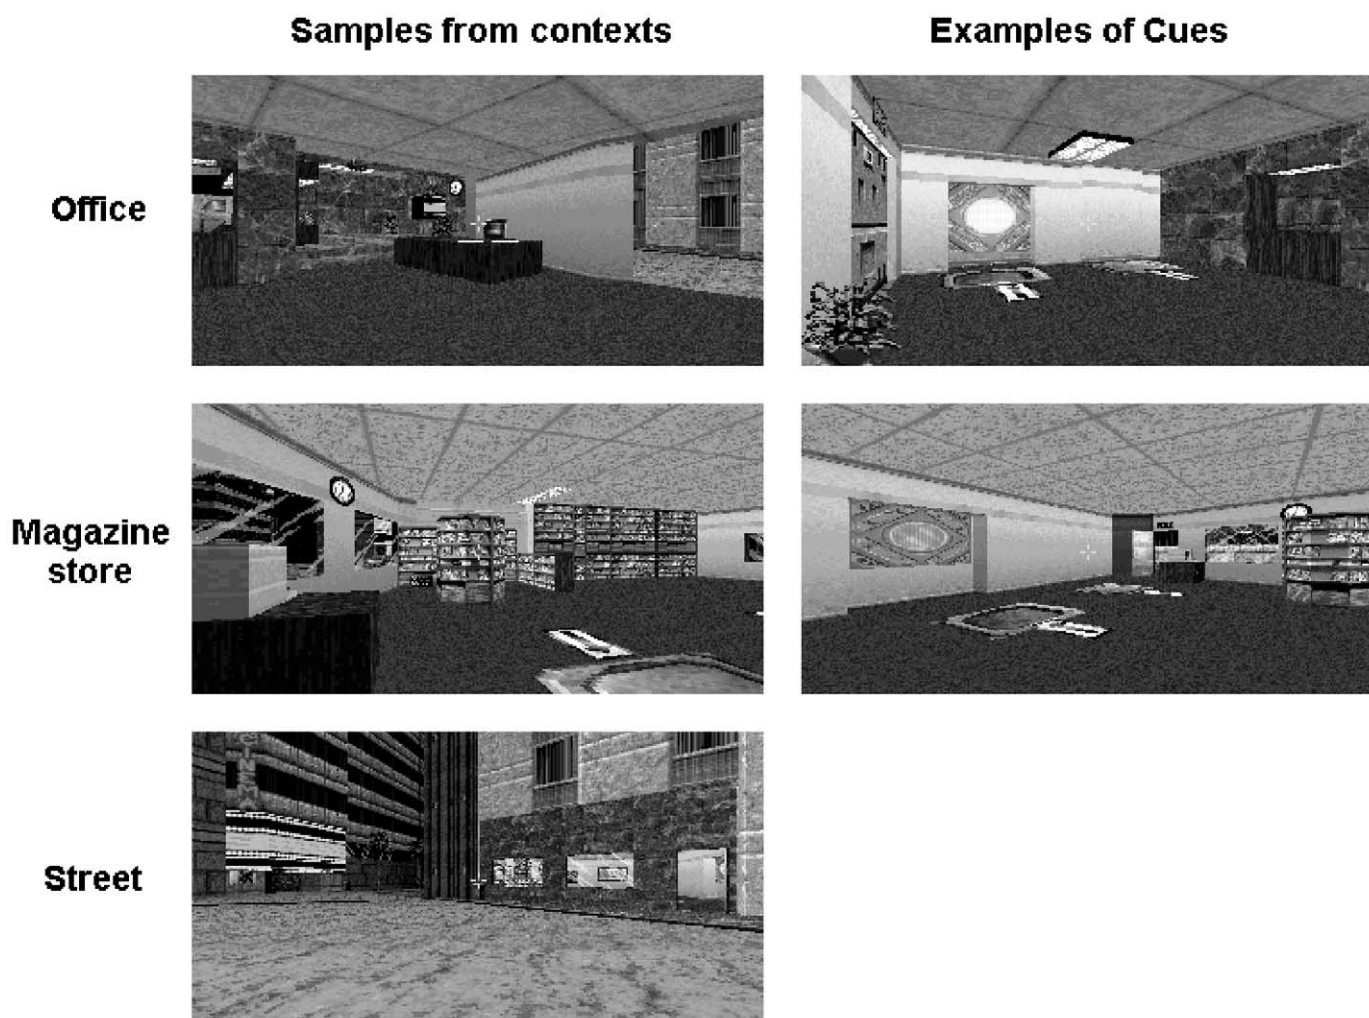 Samples from contexts
Examples of Cues
Office
Magazine
store
Street